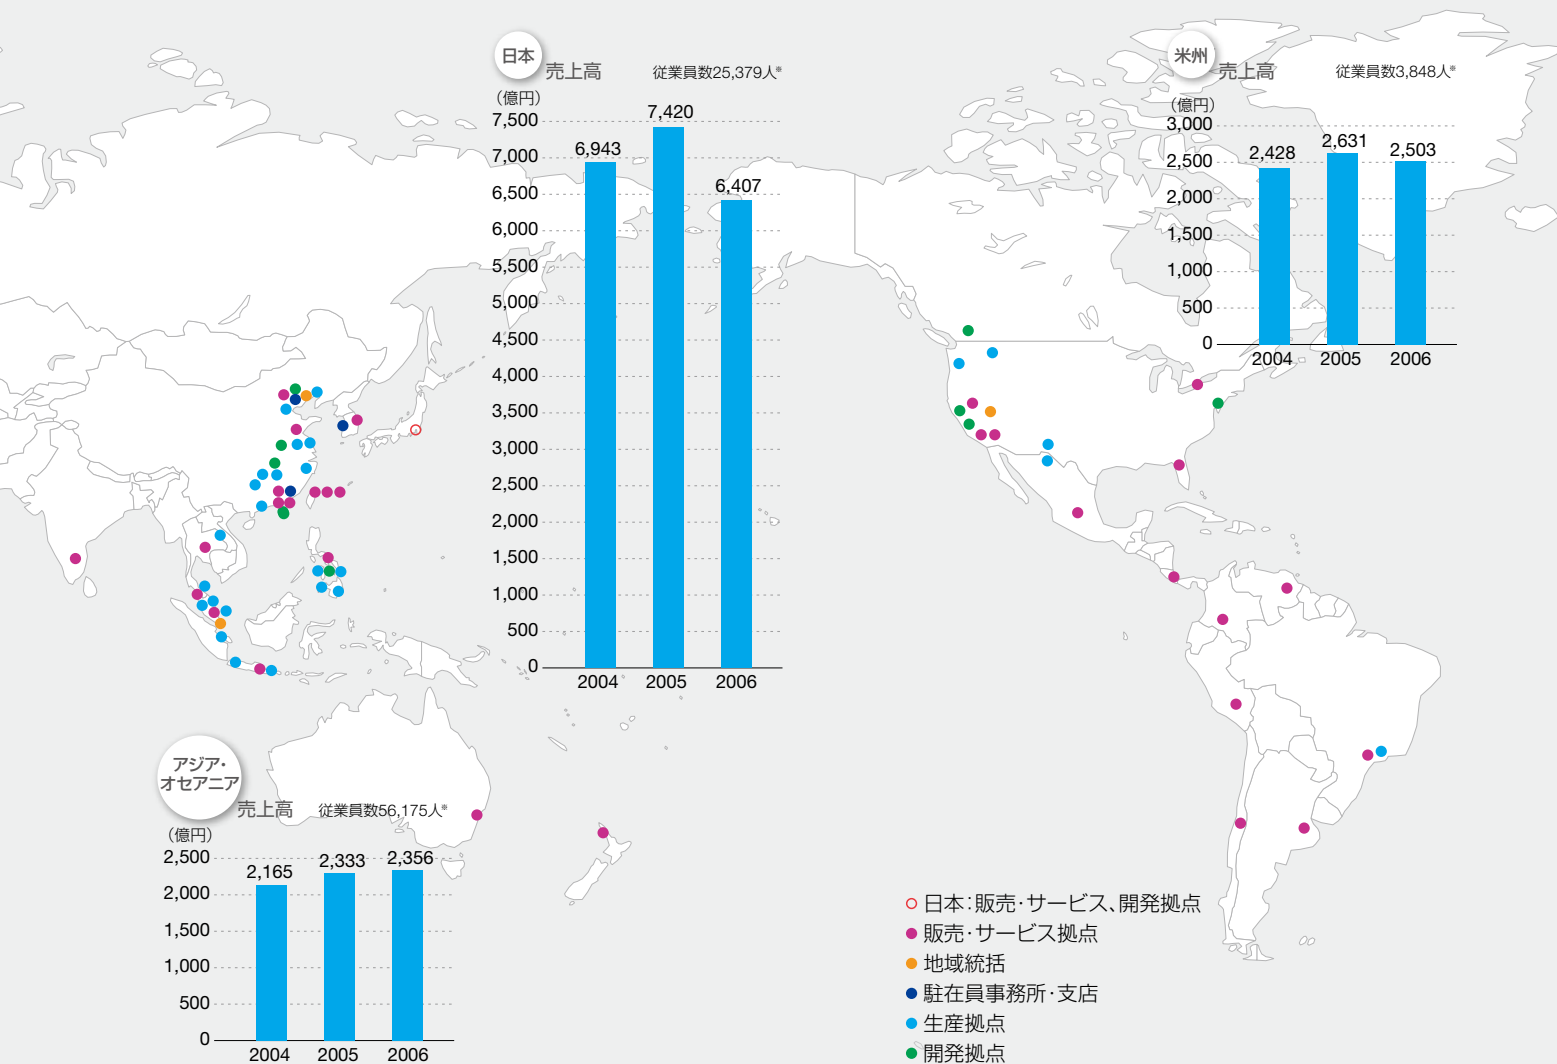 日本
売上高
従業員数25,379人※
（億円）
7,500
7,000
6,500
6,000
5,500
5,000
4,500
4,000
3,500
3,000
2,500
2,000
1,500
1,000
500
0
6,943
7,420
6,407
2004
2005
2006
米州
売上高
従業員数3,848人※
（億円）
3,000
2,500
2,000
1,500
1,000
500
0
2,428
2,631
2,503
2004
2005
2006
アジア・
オセアニア
売上高
従業員数56,175人※
（億円）
2,500
2,000
1,500
1,000
500
0
2,165
2,333
2,356
2004
2005
2006
日本：販売・サービス、開発拠点
販売・サービス拠点
地域統括
駐在員事務所・支店
生産拠点
開発拠点